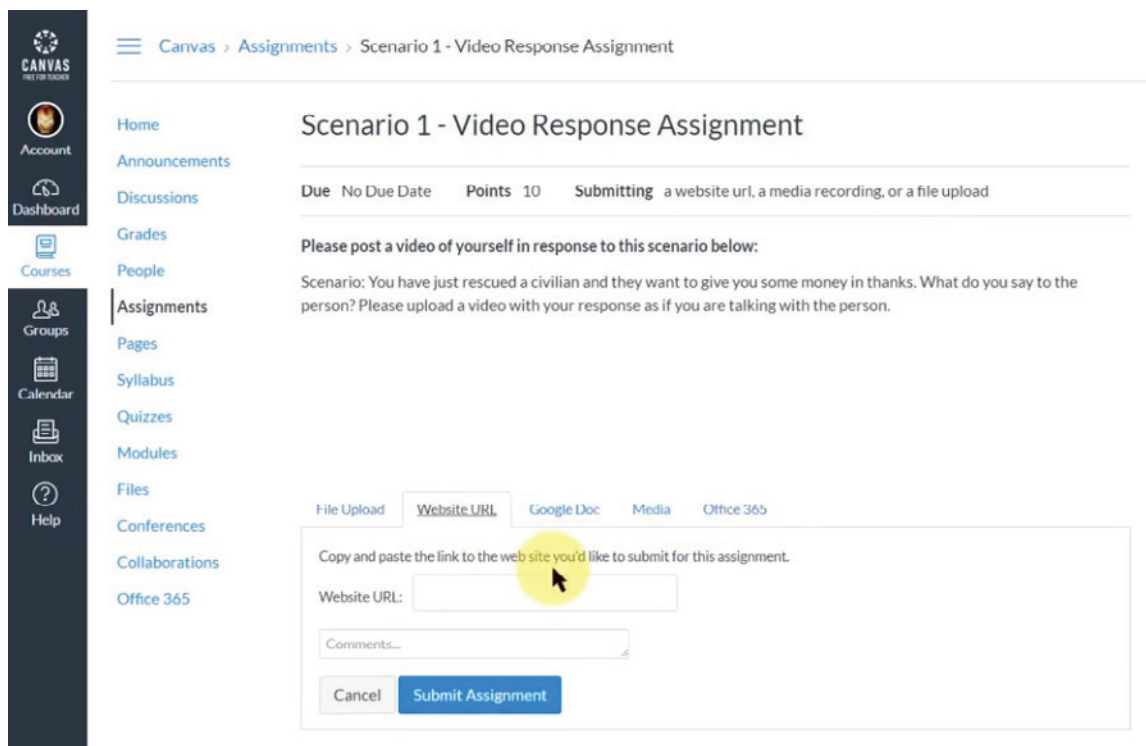 CANVAS
FREE FOR TEACHER
Account
Dashboard
Courses
Groups
Calendar
Inbox
Help
Canvas › Assignments › Scenario 1 - Video Response Assignment
Home
Announcements
Discussions
Grades
People
Assignments
Pages
Syllabus
Quizzes
Modules
Files
Conferences
Collaborations
Office 365
Scenario 1 - Video Response Assignment
Due No Due Date Points 10 Submitting a website url, a media recording, or a file upload
Please post a video of yourself in response to this scenario below:
Scenario: You have just rescued a civilian and they want to give you some money in thanks. What do you say to the
person? Please upload a video with your response as if you are talking with the person.
File Upload Website URL Google Doc Media Office 365
Copy and paste the link to the web site you'd like to submit for this assignment.
Website URL:
Comments...
Cancel Submit Assignment